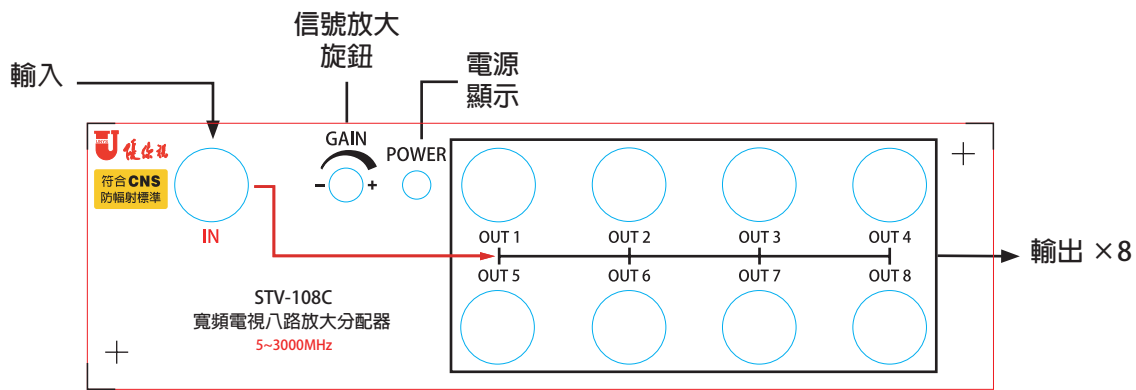 信號放大
旋鈕
電源
顯示
輸入
GAIN
POWER
優仕視
符合CNS
防幅射標準
- +
IN
OUT 1 OUT 2 OUT 3 OUT 4
OUT 5 OUT 6 OUT 7 OUT 8
輸出 ×8
STV-108C
寬頻電視八路放大分配器
5~3000MHz